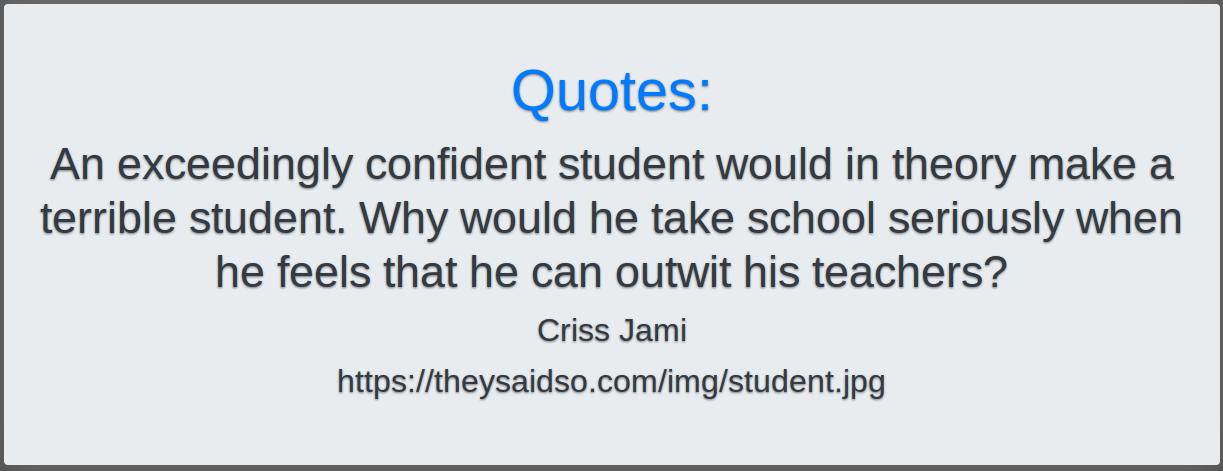 Quotes:
An exceedingly confident student would in theory make a
terrible student. Why would he take school seriously when
he feels that he can outwit his teachers?
Criss Jami
https://theysaidso.com/img/student.jpg